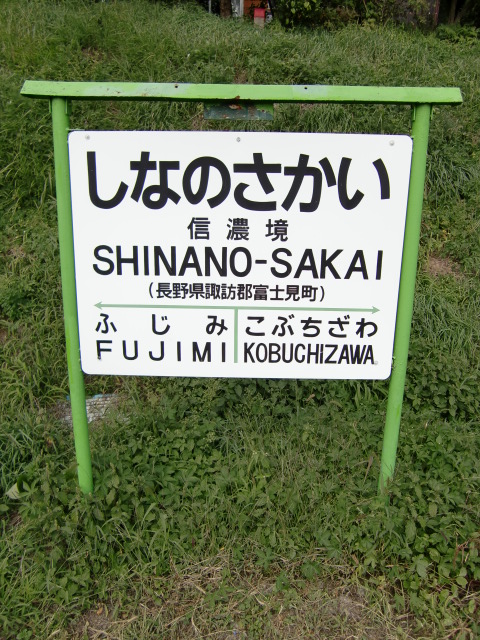 しなのさかい
信濃境
SHINANO-SAKAI
(長野県諏訪郡富士見町)
ふじみ こぶちざわ
FUJIMI KOBUCHIZAWA